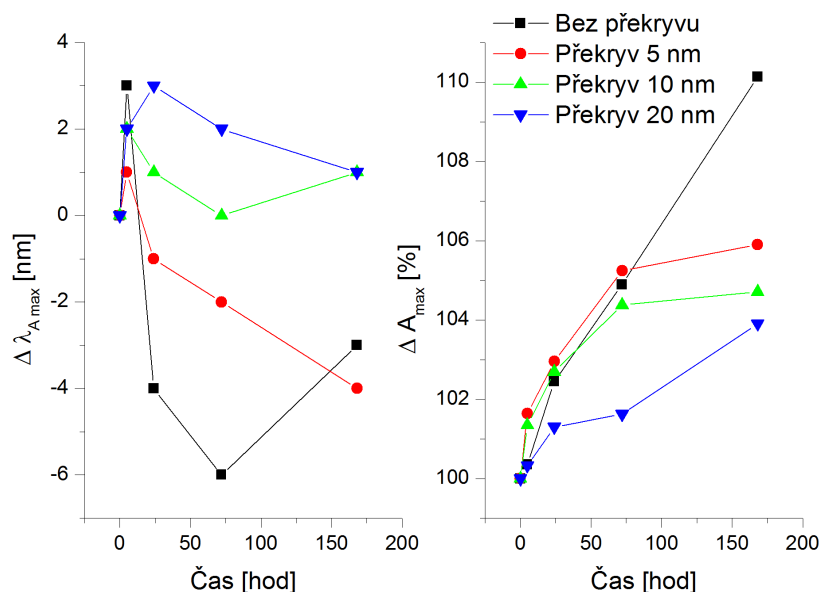 Bez překryvu
Překryv 5 nm
Překryv 10 nm
Překryv 20 nm
4
2
0
-2
-4
-6
Δ λ_A max [nm]
0 50 100 150 200
Čas [hod]
110
108
106
104
102
100
Δ A_max [%]
0 50 100 150 200
Čas [hod]